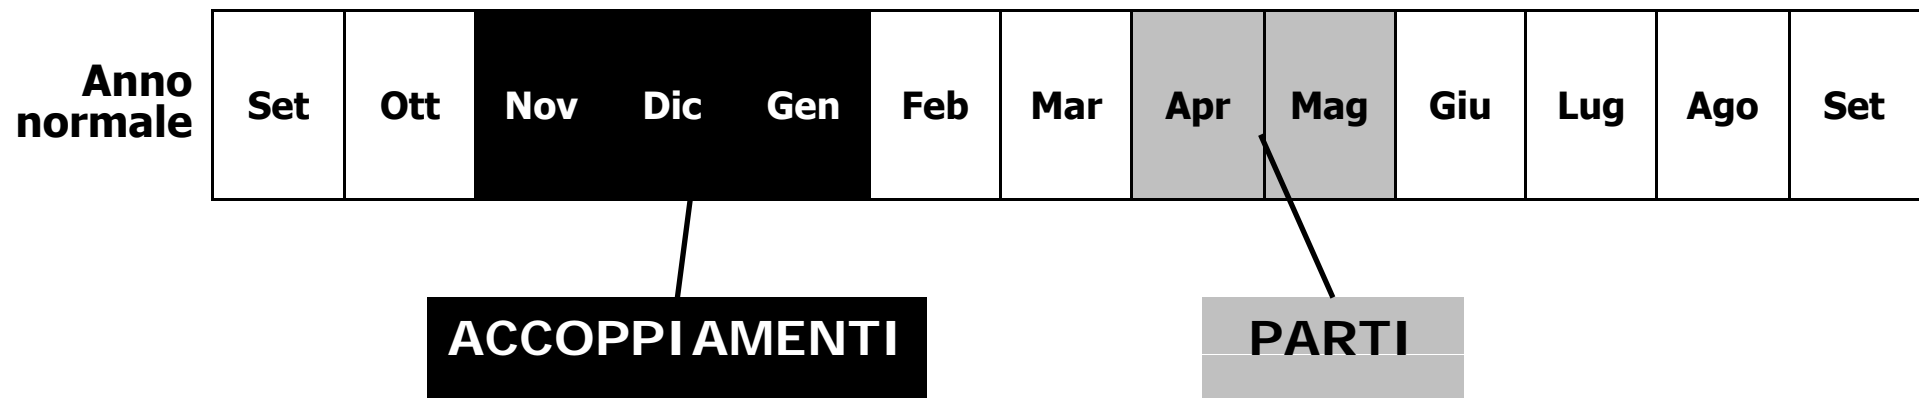 Anno
normale
Set Ott Nov Dic Gen Feb Mar Apr Mag Giu Lug Ago Set
ACCOPPIAMENTI
PARTI